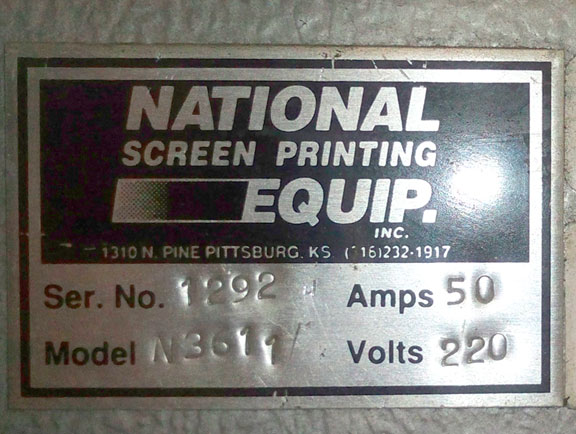 NATIONAL
SCREEN PRINTING
EQUIP.
INC.
1310 N. PINE PITTSBURG, KS ( 16)232-1917
Ser. No. 1292 Amps 50
Model Volts 220